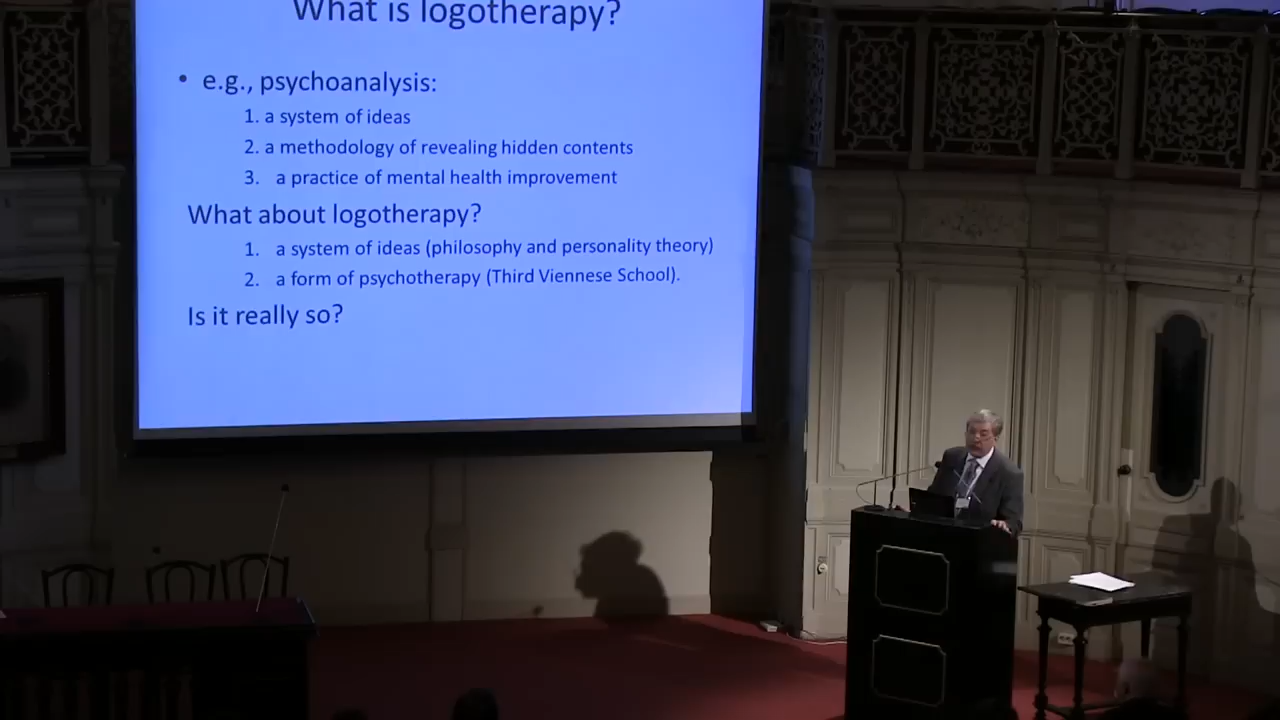 What is logotherapy?
• e.g., psychoanalysis:
1. a system of ideas
2. a methodology of revealing hidden contents
3. a practice of mental health improvement
What about logotherapy?
1. a system of ideas (philosophy and personality theory)
2. a form of psychotherapy (Third Viennese School).
Is it really so?